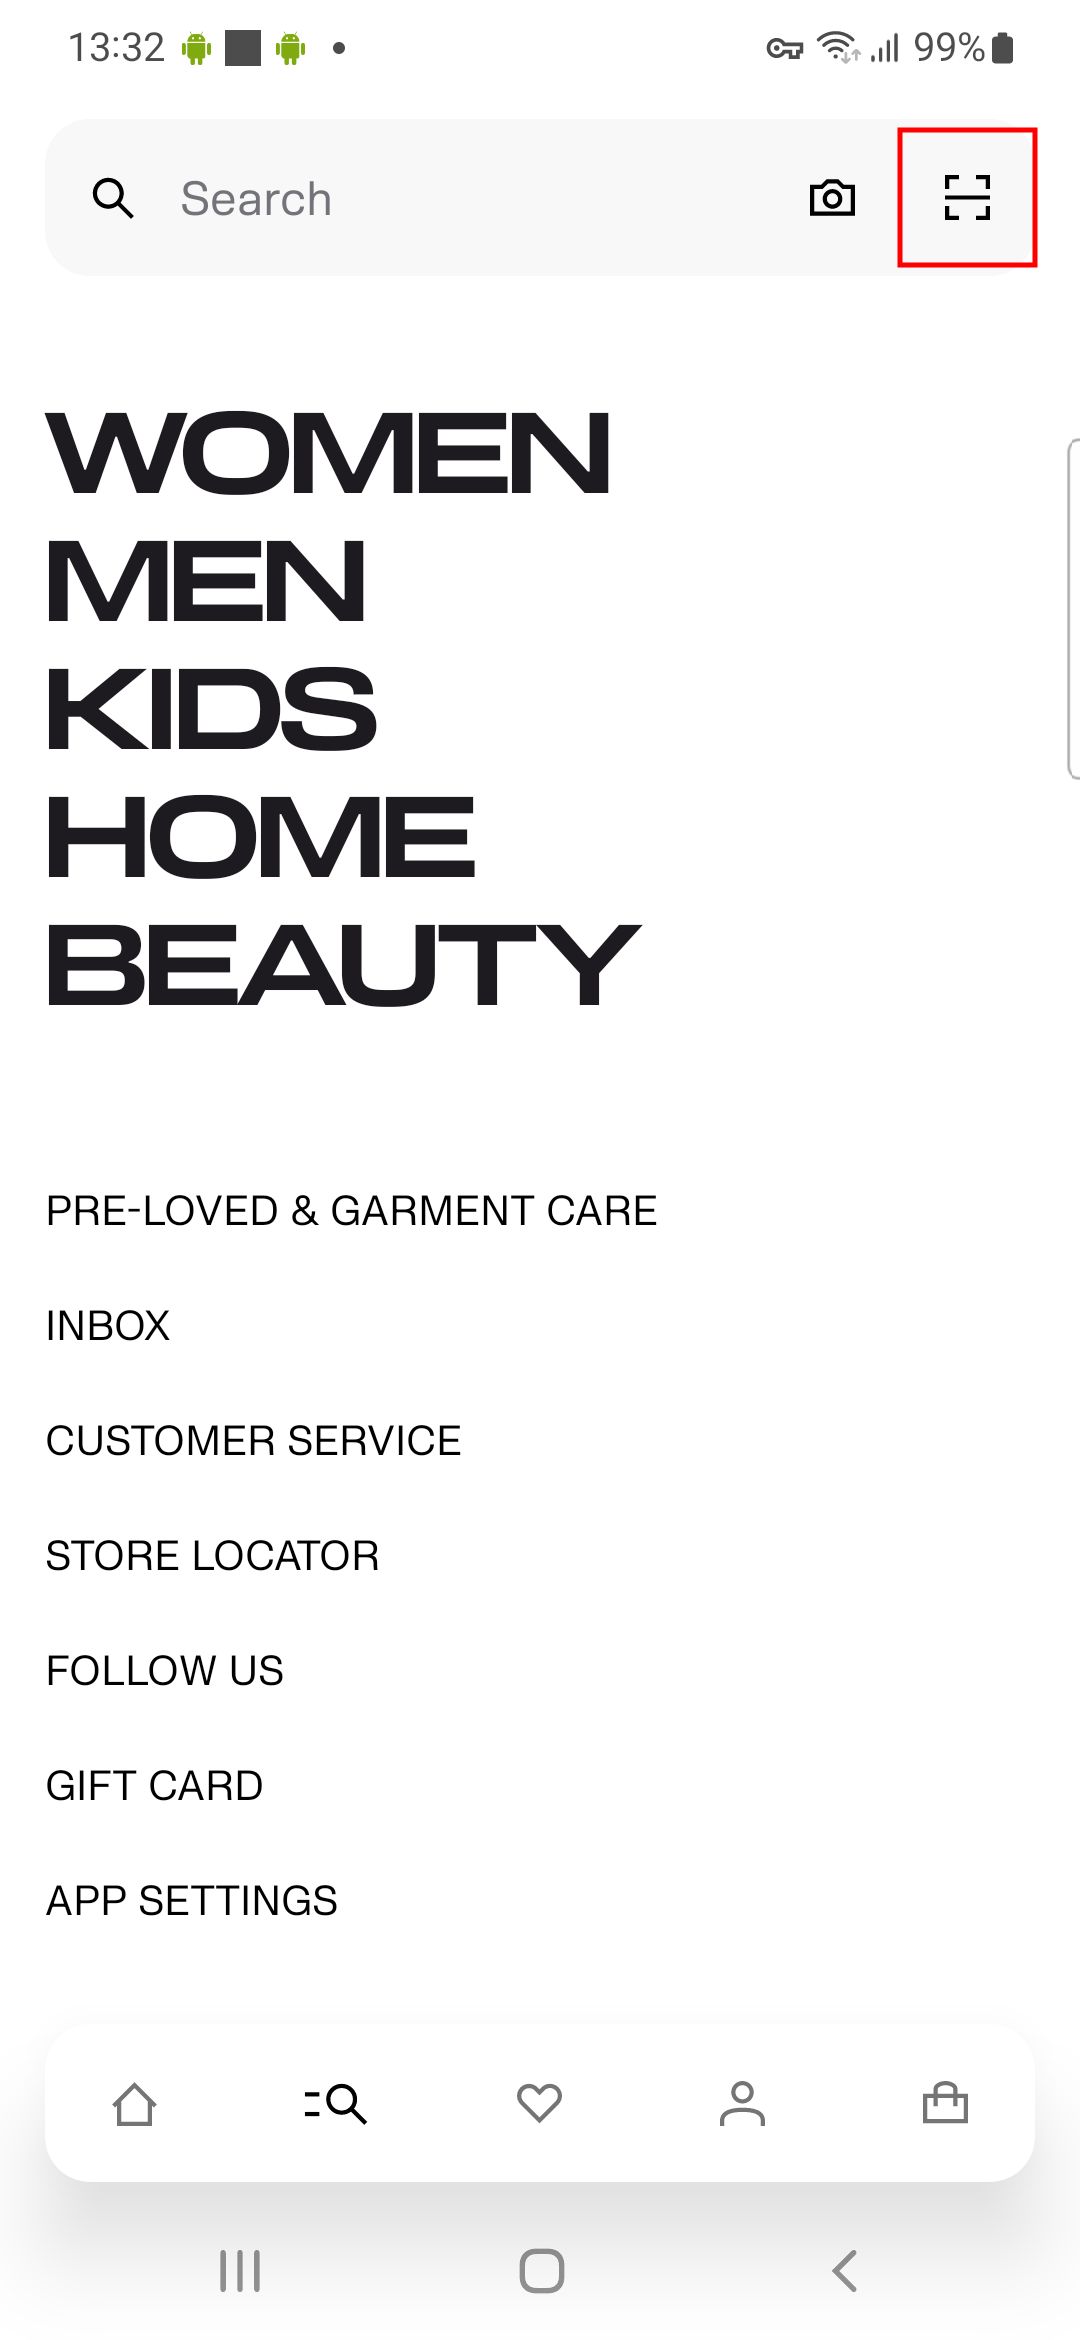 13:32
99%
Search
WOMEN
MEN
KIDS
HOME
BEAUTY
PRE-LOVED & GARMENT CARE
INBOX
CUSTOMER SERVICE
STORE LOCATOR
FOLLOW US
GIFT CARD
APP SETTINGS